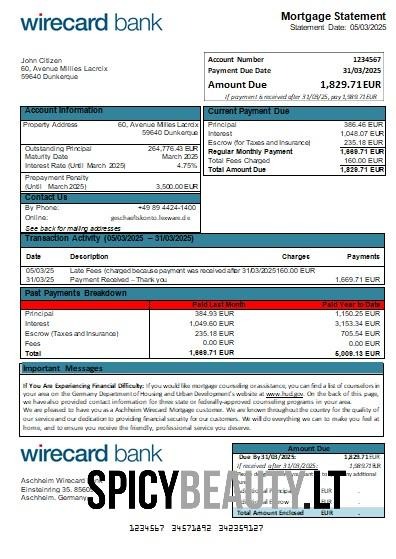 wirecard bank
Mortgage Statement
Statement Date: 05/03/2025
John Citizen
60, Avenue Millies Lacroix
59640 Dunkerque
Account Number 1234567
Payment Due Date 31/03/2025
Amount Due 1,829.71EUR
If payment is received after 31/03/25, pay 1,989.71EUR
Account Information
Property Address 60, Avenue Millies Lacroix
59640 Dunkerque
Outstanding Principal 264,776.43 EUR
Maturity Date March 2025
Interest Rate (Until March 2025) 4.75%
Prepayment Penalty
(Until March 2025) 3,500.00 EUR
Contact Us
By Phone: +49 89 4424-1400
Online: geschaeftskonto.lexware.de
See back for mailing addresses
Current Payment Due
Principal 386.46 EUR
Interest 1,048.07 EUR
Escrow (for Taxes and Insurance) 235.18 EUR
Regular Monthly Payment 1,669.71 EUR
Total Fees Charged 160.00 EUR
Total Amount Due 1,829.71 EUR
Transaction Activity (05/03/2025 – 31/03/2025)
Date Description Charges Payments
05/03/25 Late Fees (charged because payment was received after 31/03/2025160.00 EUR
31/03/25 Payment Received – Thank you 1,669.71 EUR
Past Payments Breakdown
Paid Last Month Paid Year to Date
Principal 384.93 EUR 1,150.25 EUR
Interest 1,049.60 EUR 3,153.34 EUR
Escrow (Taxes and Insurance) 235.18 EUR 705.54 EUR
Fees 0.00 EUR 0.00 EUR
Total 1,669.71 EUR 5,009.13 EUR
Important Messages
If You Are Experiencing Financial Difficulty: If you would like mortgage counseling or assistance, you can find a list of counselors in
your area on the Germany Department of Housing and Urban Development's website at www.hud.gov. On the back of this page,
we have also provided contact information for three state or federally-approved counseling programs in your area.
We are pleased to have you as a Aschheim Wirecard Mortgage customer. We are known throughout the country for the quality of
our service and our dedication to providing financial security for our customers. We will do everything we can to make you feel at
home, and to ensure you receive the friendly, professional service you deserve.
wirecard bank
Aschheim Wirecard Bank
Einsteinring 35, 8560
Aschheim, Germany
Amount Due
Due By 31/03/2025: 1,829.71 EUR
If received after 31/03/2025: 1,989.71EUR
Total Amount Enclosed EUR
SPICYBEAUTY.LT
1234567 34571892 342359127